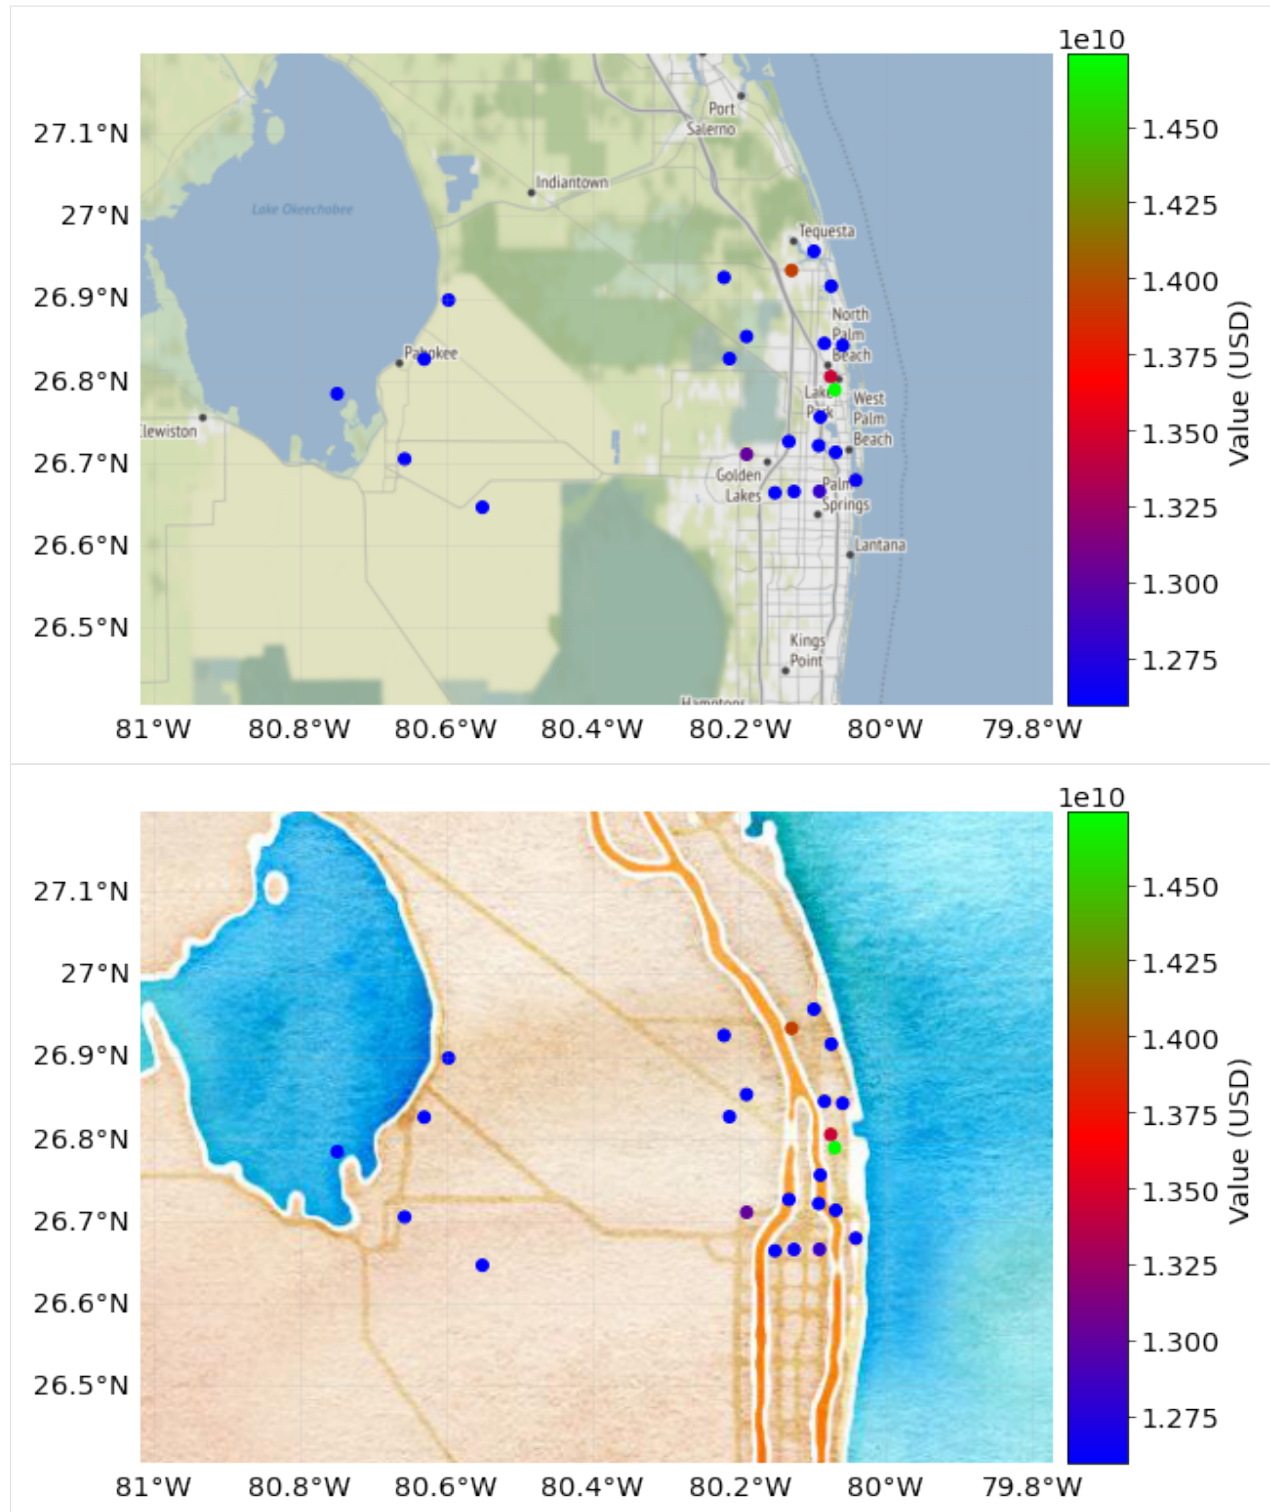 1e10
27.1°N
27°N
26.9°N
26.8°N
26.7°N
26.6°N
26.5°N
Port
Salerno
Indiantown
Lake Okeechobee
Tequesta
North
Palm
Beach
Pahokee
Lake
Park
West
Palm
Beach
Clewiston
Golden
Lakes
Palm
Springs
Lantana
Kings
Point
Hamptons
81°W
80.8°W
80.6°W
80.4°W
80.2°W
80°W
79.8°W
1.450
1.425
1.400
1.375
1.350
1.325
1.300
1.275
Value (USD)
1e10
27.1°N
27°N
26.9°N
26.8°N
26.7°N
26.6°N
26.5°N
81°W
80.8°W
80.6°W
80.4°W
80.2°W
80°W
79.8°W
1.450
1.425
1.400
1.375
1.350
1.325
1.300
1.275
Value (USD)